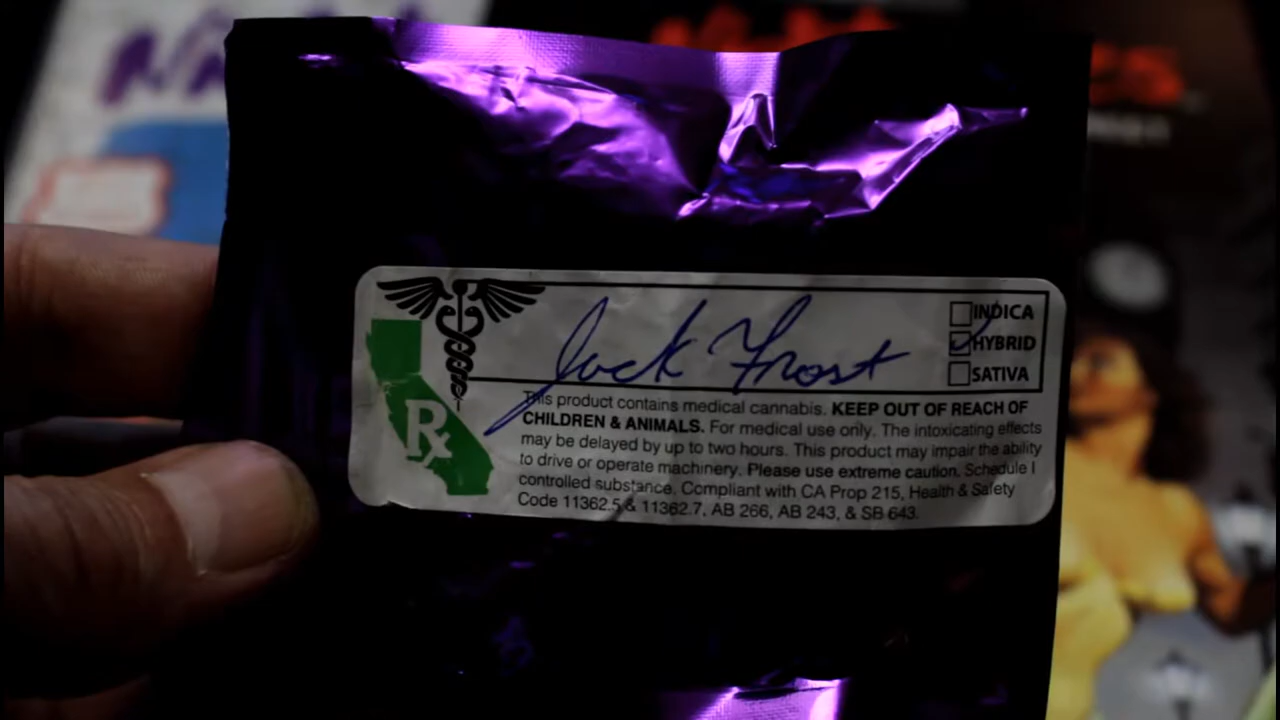 Jack Frost
INDICA
HYBRID
SATIVA
Rx
This product contains medical cannabis. KEEP OUT OF REACH OF
CHILDREN & ANIMALS. For medical use only. The intoxicating effects
may be delayed by up to two hours. This product may impair the ability
to drive or operate machinery. Please use extreme caution. Schedule I
controlled substance. Compliant with CA Prop 215, Health & Safety
Code 11362.5 & 11362.7, AB 266, AB 243, & SB 643.